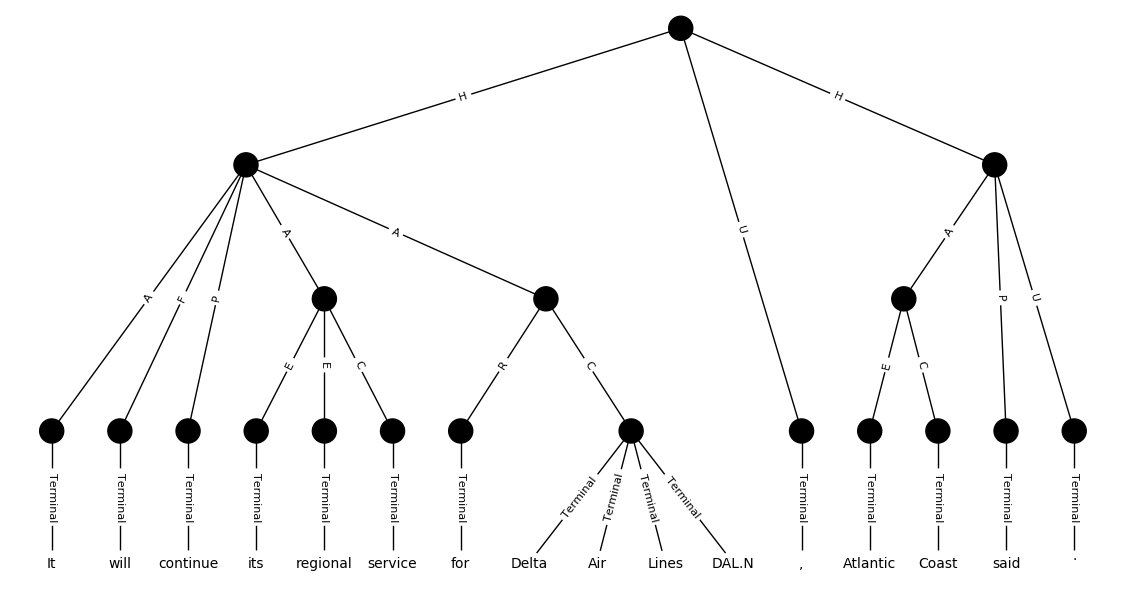 H
H
A
A
A
U
A
F
P
P
U
E
E
C
R
C
E
C
Terminal Terminal Terminal Terminal Terminal Terminal Terminal Terminal Terminal Terminal Terminal Terminal Terminal Terminal Terminal Terminal
It will continue its regional service for Delta Air Lines DAL.N , Atlantic Coast said .